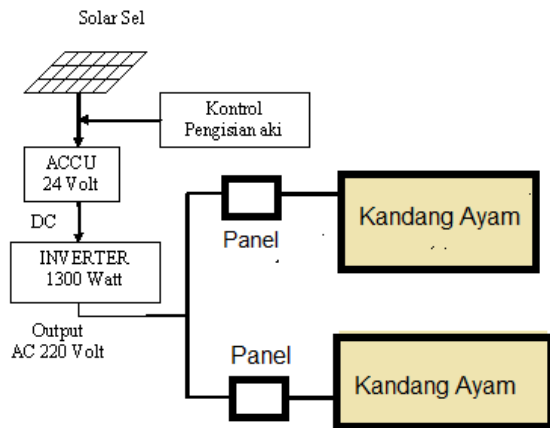 Solar Sel
Kontrol
Pengisian aki
ACCU
24 Volt
DC
INVERTER
1300 Watt
Output
AC 220 Volt
Panel
Kandang Ayam
Panel
Kandang Ayam